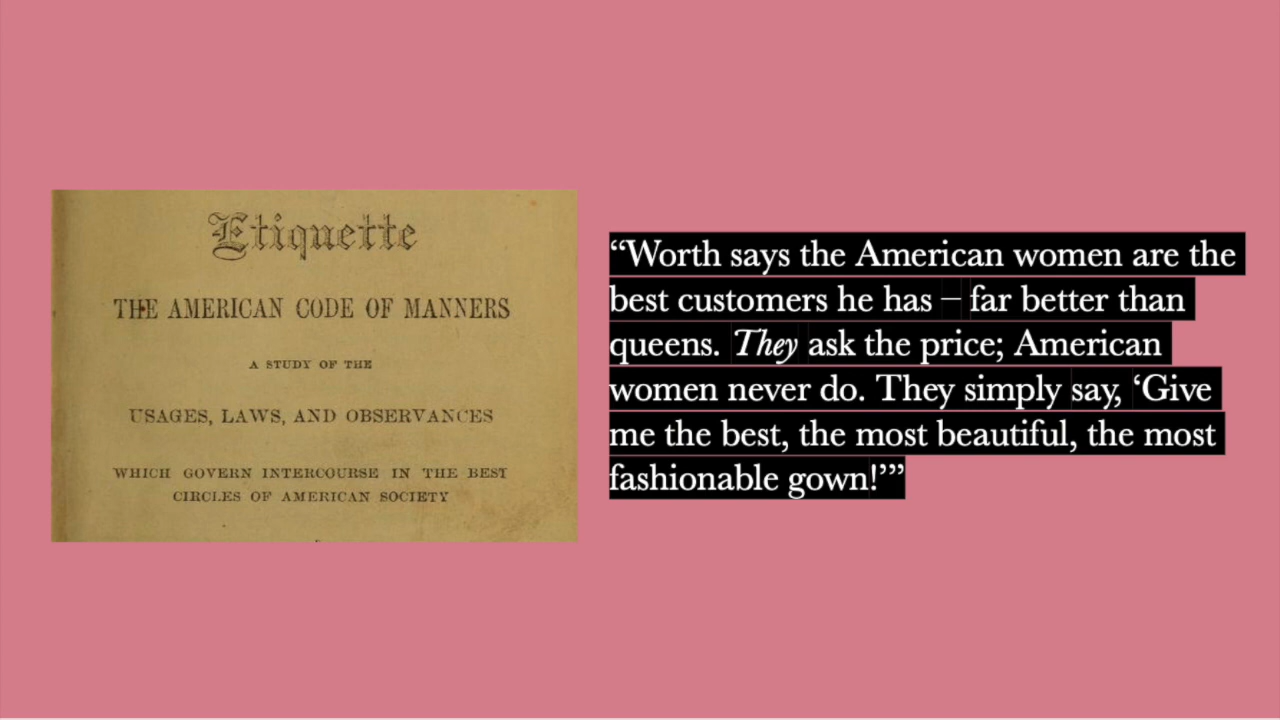 Etiquette
THE AMERICAN CODE OF MANNERS
A STUDY OF THE
USAGES, LAWS, AND OBSERVANCES
WHICH GOVERN INTERCOURSE IN THE BEST
CIRCLES OF AMERICAN SOCIETY
“Worth says the American women are the
best customers he has – far better than
queens. They ask the price; American
women never do. They simply say, ‘Give
me the best, the most beautiful, the most
fashionable gown!’”